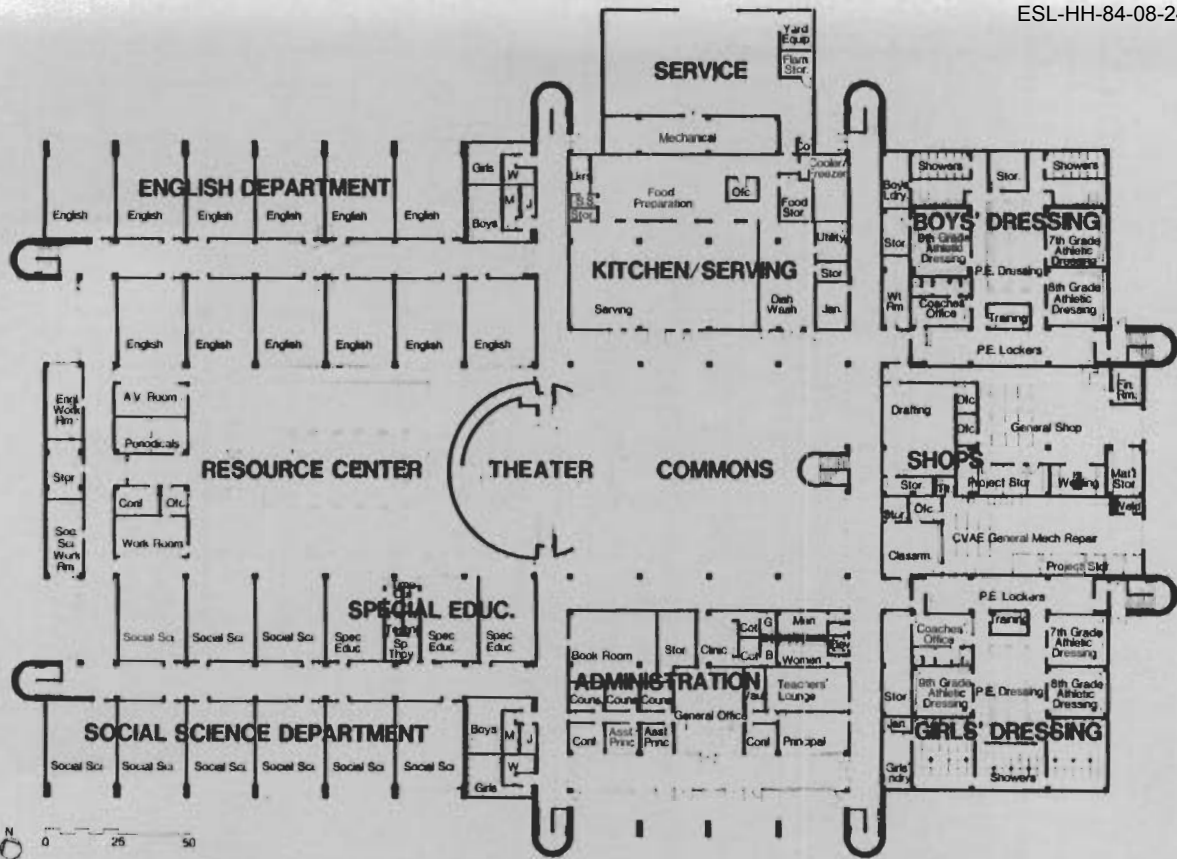 ESL-HH-84-08-2
Yard
Equip
Flam
Stor.
SERVICE
Mechanical
Cooler/
Freezer
Girls
W
M
J
Boys
ENGLISH DEPARTMENT
English English English English English English
Lkrs
S.S.
Stor
Food
Preparation
Ofc
Food
Stor
Utility
Stor
Jan.
KITCHEN/SERVING
Serving
Dish
Wash
Boys
Ldry
Showers
Stor.
Showers
BOYS' DRESSING
Stor
9th Grade
Athletic
Dressing
7th Grade
Athletic
Dressing
P.E. Dressing
Wt
Rm
Coaches'
Office
Training
8th Grade
Athletic
Dressing
P.E. Lockers
English English English English English English
Engl
Work
Rm
A V Room
Periodicals
Stor
Conf
Ofc
Soc
Sci
Work
Rm
Work Room
RESOURCE CENTER
THEATER
COMMONS
Drafting
Ofc
Ofc
General Shop
Fin.
Rm.
SHOPS
Stor
Project Stor
Welding
Mat'l
Stor
Weld
Stor
Ofc
Classrm.
CVAE General Mech Repair
Project Stor
P.E. Lockers
SPECIAL EDUC.
Social Sci Social Sci Social Sci
Spec
Educ
Sp
Thpy
Spec
Educ
Spec
Educ
Book Room
Stor
Clinic
Cot
Cot
G
B
Men
Women
ADMINISTRATION
Couns Couns Couns
General Office
Vault
Teachers'
Lounge
Conf
Asst
Princ
Asst
Princ
Conf
Principal
Coaches'
Office
Training
7th Grade
Athletic
Dressing
Stor
9th Grade
Athletic
Dressing
P.E. Dressing
8th Grade
Athletic
Dressing
Jan
GIRLS' DRESSING
Girls'
Showers
SOCIAL SCIENCE DEPARTMENT
Social Sci Social Sci Social Sci Social Sci Social Sci Social Sci
Boys
M
J
W
Girls
N
0 25 50